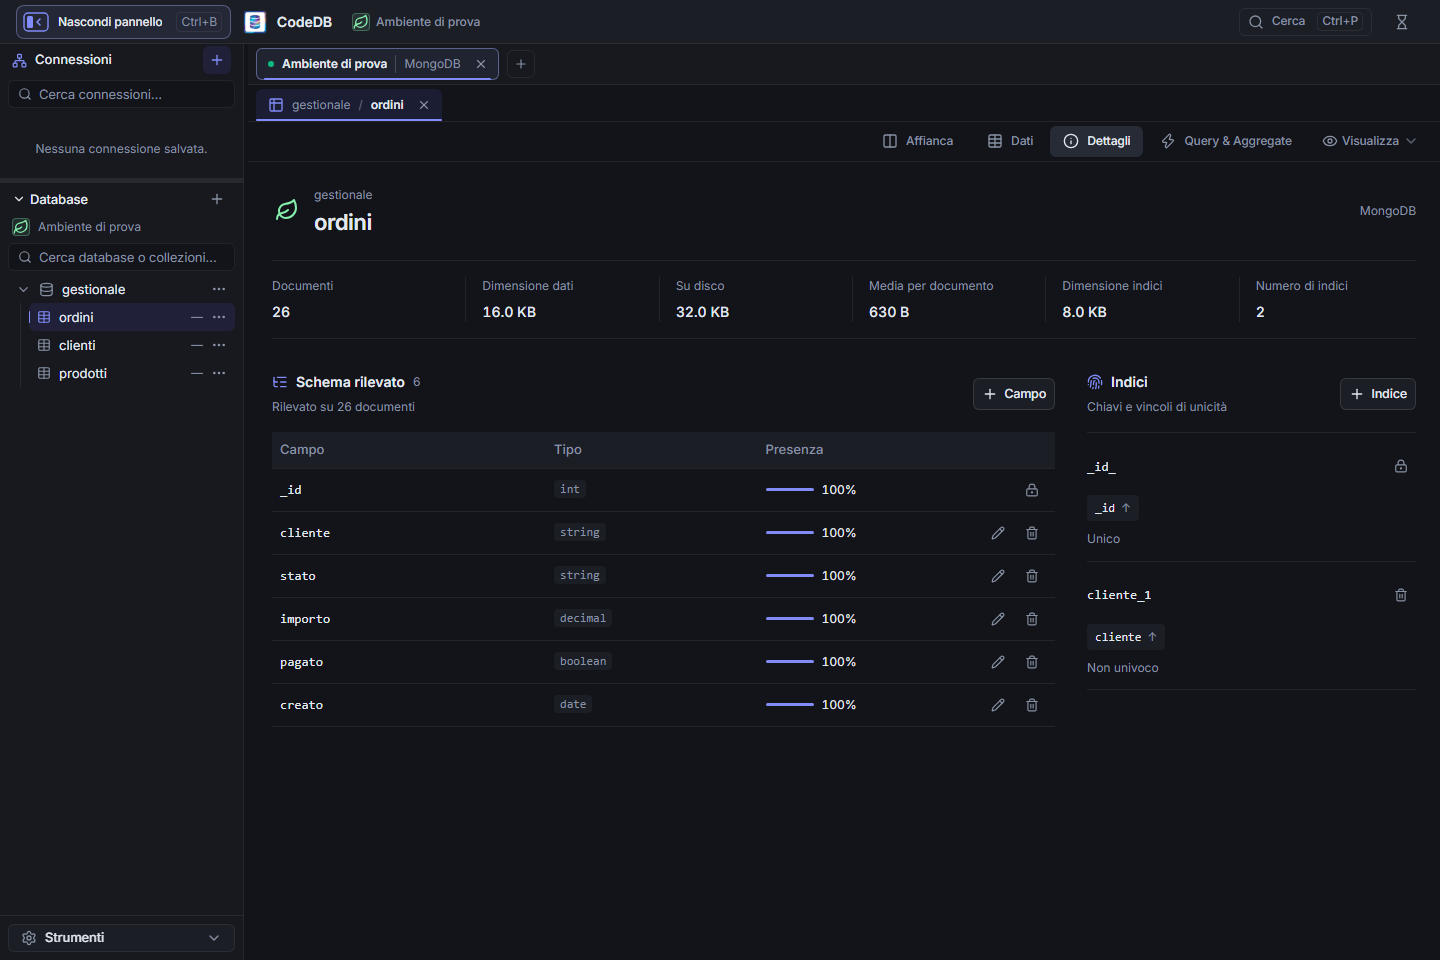 Nascondi pannello Ctrl+B CodeDB Ambiente di prova Cerca Ctrl+P
Connessioni
Cerca connessioni...
Nessuna connessione salvata.
Database
Ambiente di prova
Cerca database o collezioni...
gestionale
ordini
clienti
prodotti
Strumenti
Ambiente di prova MongoDB
gestionale / ordini
Affianca Dati Dettagli Query & Aggregate Visualizza
gestionale
ordini
MongoDB
Documenti Dimensione dati Su disco Media per documento Dimensione indici Numero di indici
26 16.0 KB 32.0 KB 630 B 8.0 KB 2
Schema rilevato 6
Rilevato su 26 documenti
Campo
Campo Tipo Presenza
_id int 100%
cliente string 100%
stato string 100%
importo decimal 100%
pagato boolean 100%
creato date 100%
Indici
Chiavi e vincoli di unicità
Indice
_id_
_id ↑
Unico
cliente_1
cliente ↑
Non univoco